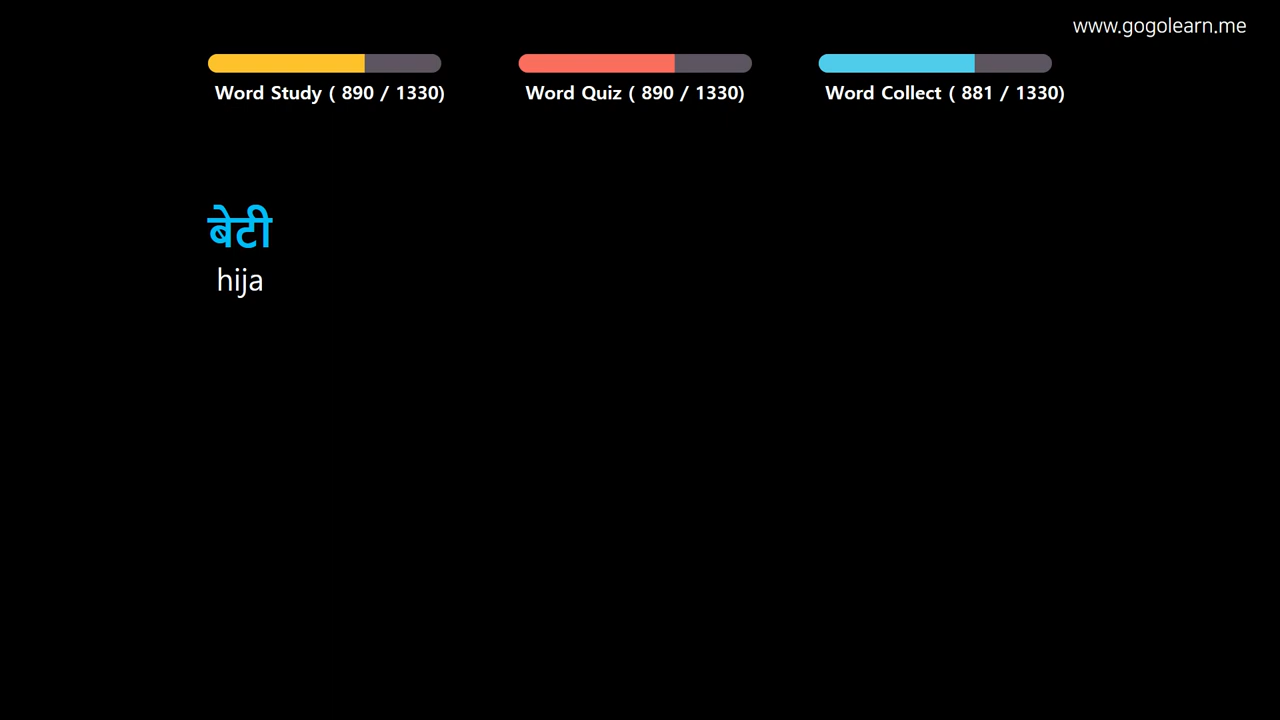 www.gogolearn.me
Word Study ( 890 / 1330)
Word Quiz ( 890 / 1330)
Word Collect ( 881 / 1330)
बेटी
hija